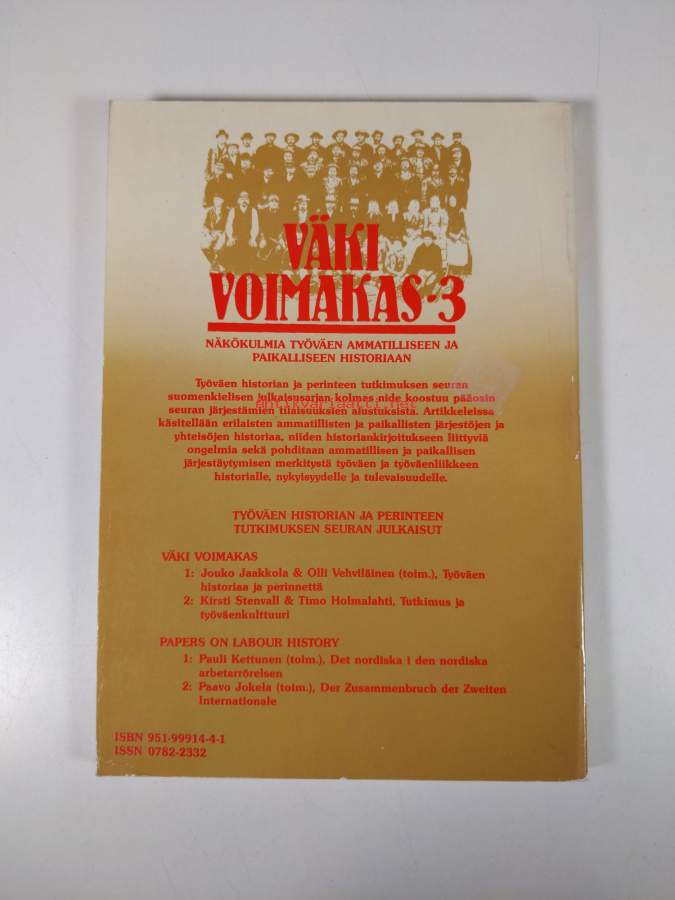 VÄKI
VOIMAKAS·3
NÄKÖKULMIA TYÖVÄEN AMMATILLISEEN JA
PAIKALLISEEN HISTORIAAN
Työväen historian ja perinteen tutkimuksen seuran
suomenkielisen julkaisusarjan kolmas nide koostuu pääosin
antikvariaatti.net
seuran järjestämien tilaisuuksien alustuksista. Artikkeleissa
käsitellään erilaisten ammatillisten ja paikallisten järjestöjen ja
yhteisöjen historiaa, niiden historiankirjoitukseen liittyviä
ongelmia sekä pohditaan ammatillisen ja paikallisen
järjestäytymisen merkitystä työväen ja työväenliikkeen
historialle, nykyisyydelle ja tulevaisuudelle.
TYÖVÄEN HISTORIAN JA PERINTEEN
TUTKIMUKSEN SEURAN JULKAISUT
VÄKI VOIMAKAS
1: Jouko Jaakkola & Olli Vehviläinen (toim.), Työväen
historiaa ja perinnettä
2: Kirsti Stenvall & Timo Holmalahti, Tutkimus ja
työväenkulttuuri
PAPERS ON LABOUR HISTORY
1: Pauli Kettunen (toim.), Det nordiska i den nordiska
arbetarrörelsen
2: Paavo Jokela (toim.), Der Zusammenbruch der Zweiten
Internationale
ISBN 951-99914-4-1
ISSN 0782-2332